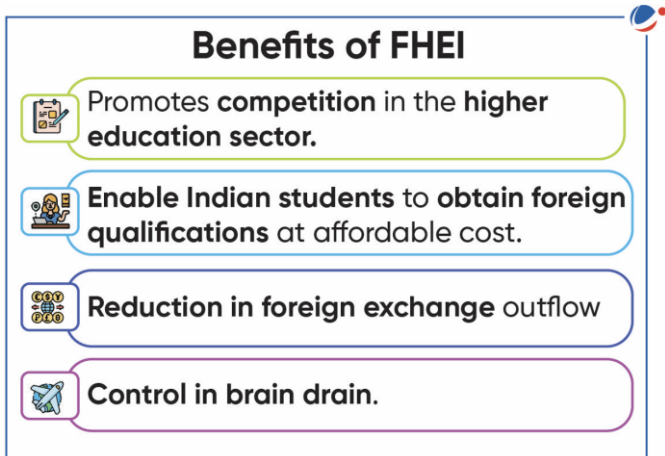 Benefits of FHEI
Promotes competition in the higher
education sector.
Enable Indian students to obtain foreign
qualifications at affordable cost.
Reduction in foreign exchange outflow
Control in brain drain.